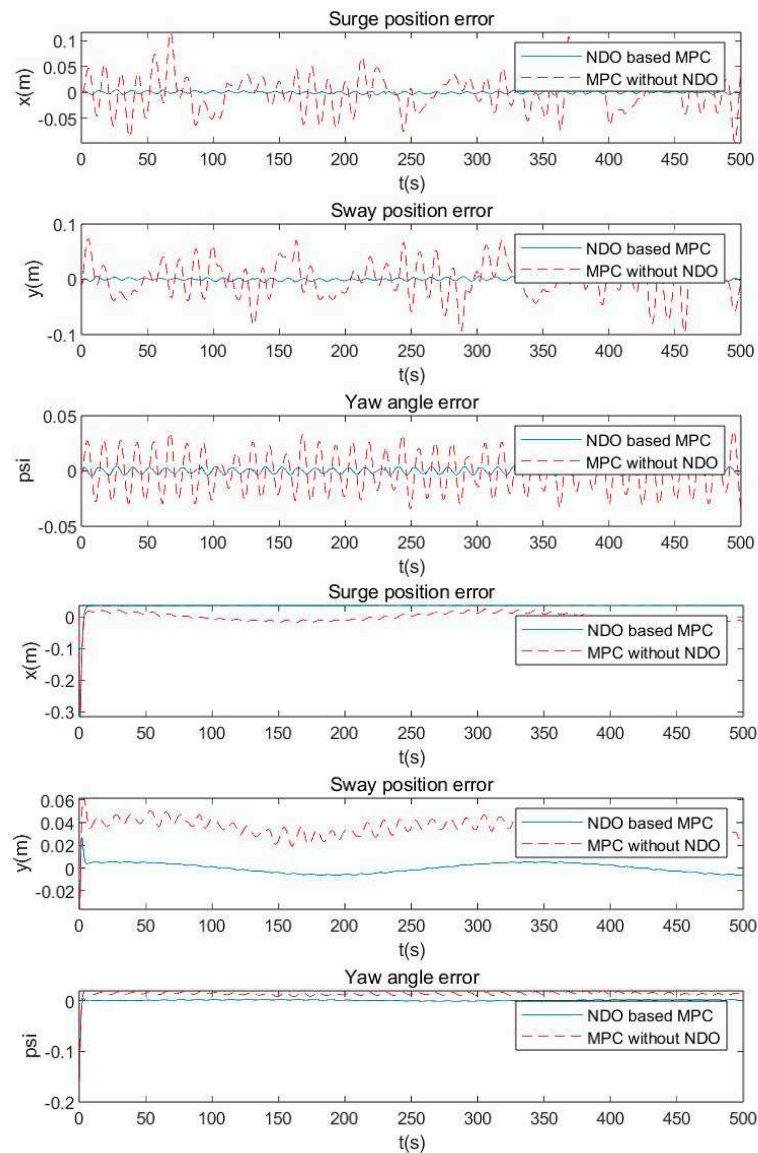 Surge position error
0.1
0.05
0
-0.05
x(m)
NDO based MPC
MPC without NDO
0 50 100 150 200 250 300 350 400 450 500
t(s)
Sway position error
0.1
0
-0.1
y(m)
NDO based MPC
MPC without NDO
0 50 100 150 200 250 300 350 400 450 500
t(s)
Yaw angle error
0.05
0
-0.05
psi
NDO based MPC
MPC without NDO
0 50 100 150 200 250 300 350 400 450 500
t(s)
Surge position error
0
-0.1
-0.2
-0.3
x(m)
NDO based MPC
MPC without NDO
0 50 100 150 200 250 300 350 400 450 500
t(s)
Sway position error
0.06
0.04
0.02
0
-0.02
y(m)
NDO based MPC
MPC without NDO
0 50 100 150 200 250 300 350 400 450 500
t(s)
Yaw angle error
0
-0.1
-0.2
psi
NDO based MPC
MPC without NDO
0 50 100 150 200 250 300 350 400 450 500
t(s)